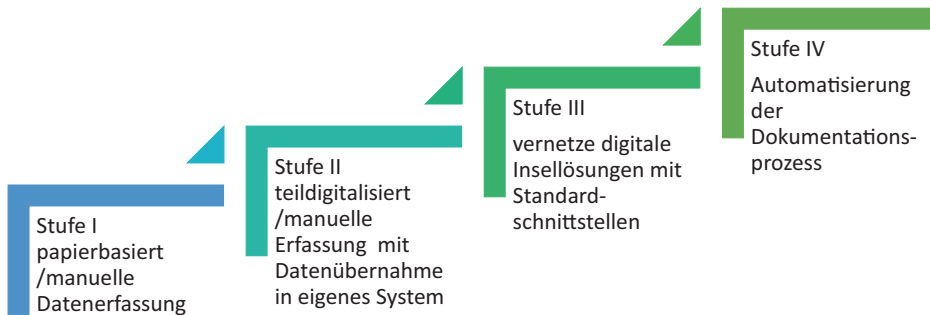 Stufe I
papierbasiert
/manuelle
Datenerfassung
Stufe II
teildigitalisiert
/manuelle
Erfassung mit
Datenübernahme
in eigenes System
Stufe III
vernetze digitale
Insellösungen mit
Standard-
schnittstellen
Stufe IV
Automatisierung
der
Dokumentations-
prozess